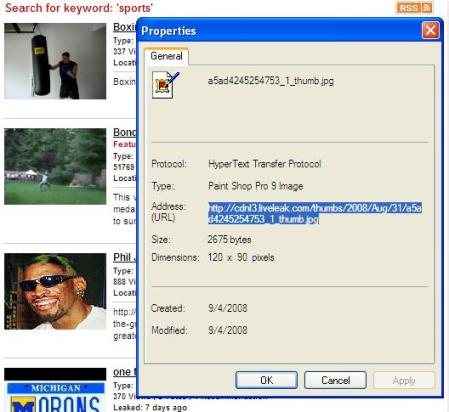 Search for keyword: 'sports'
RSS
Properties
General
a5ad4245254753_1_thumb.jpg
Protocol: HyperText Transfer Protocol
Type: Paint Shop Pro 9 Image
Address: (URL) http://cdnl3.liveleak.com/thumbs/2008/Aug/31/a5a
d4245254753_1_thumb.jpg
Size: 2675 bytes
Dimensions: 120 x 90 pixels
Created: 9/4/2008
Modified: 9/4/2008
OK Cancel Apply
Boxi
Type:
337 Vi
Locati
Boxin
Bond
Featu
Type:
51769
Locati
This v
meda
to sur
Phil J
Type:
888 Vi
Locati
http:/
the-g
greate
one f
Type:
370 Vi
Leaked: 7 days ago
MICHIGAN
M ORONS